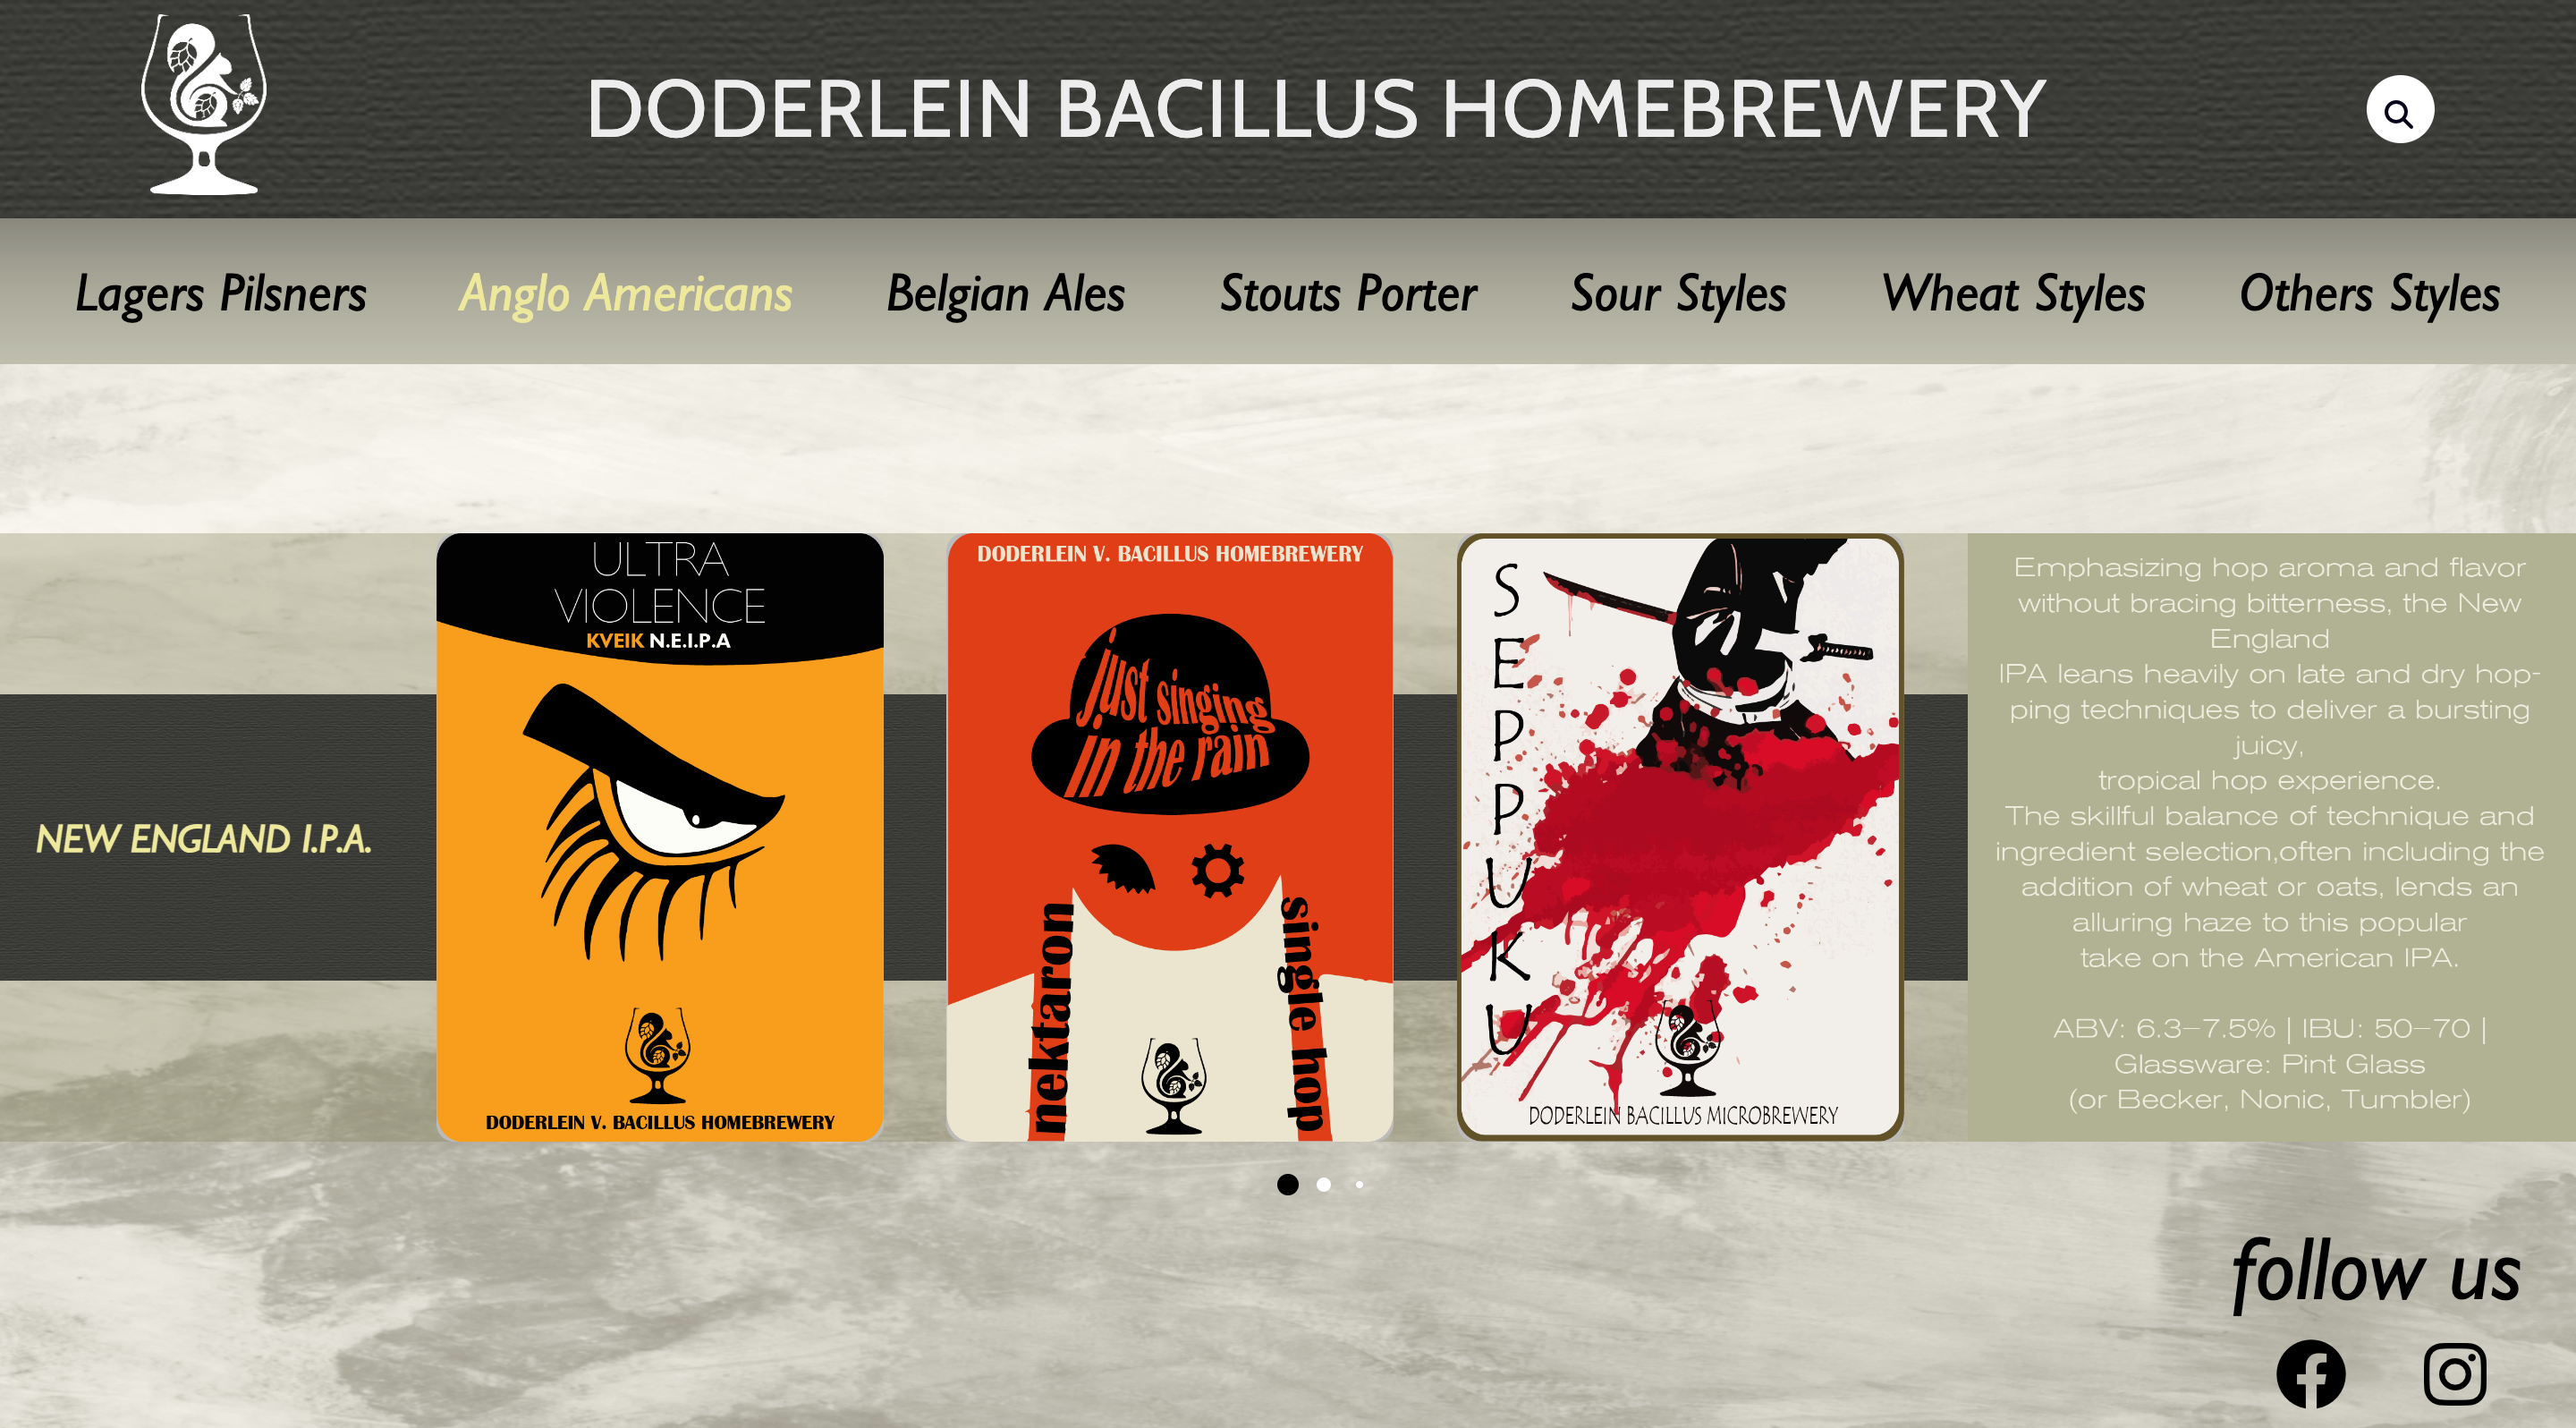 DODERLEIN BACILLUS HOMEBREWERY
Lagers Pilsners
Anglo Americans
Belgian Ales
Stouts Porter
Sour Styles
Wheat Styles
Others Styles
NEW ENGLAND I.P.A.
ULTRA
VIOLENCE
KVEIK N.E.I.P.A
DODERLEIN V. BACILLUS HOMEBREWERY
DODERLEIN V. BACILLUS HOMEBREWERY
just singing
in the rain
nektaron
single hop
SEPPUKU
DODERLEIN BACILLUS MICROBREWERY
Emphasizing hop aroma and flavor
without bracing bitterness, the New
England
IPA leans heavily on late and dry hop-
ping techniques to deliver a bursting
juicy,
tropical hop experience.
The skillful balance of technique and
ingredient selection,often including the
addition of wheat or oats, lends an
alluring haze to this popular
take on the American IPA.
ABV: 6.3–7.5% | IBU: 50–70 |
Glassware: Pint Glass
(or Becker, Nonic, Tumbler)
follow us